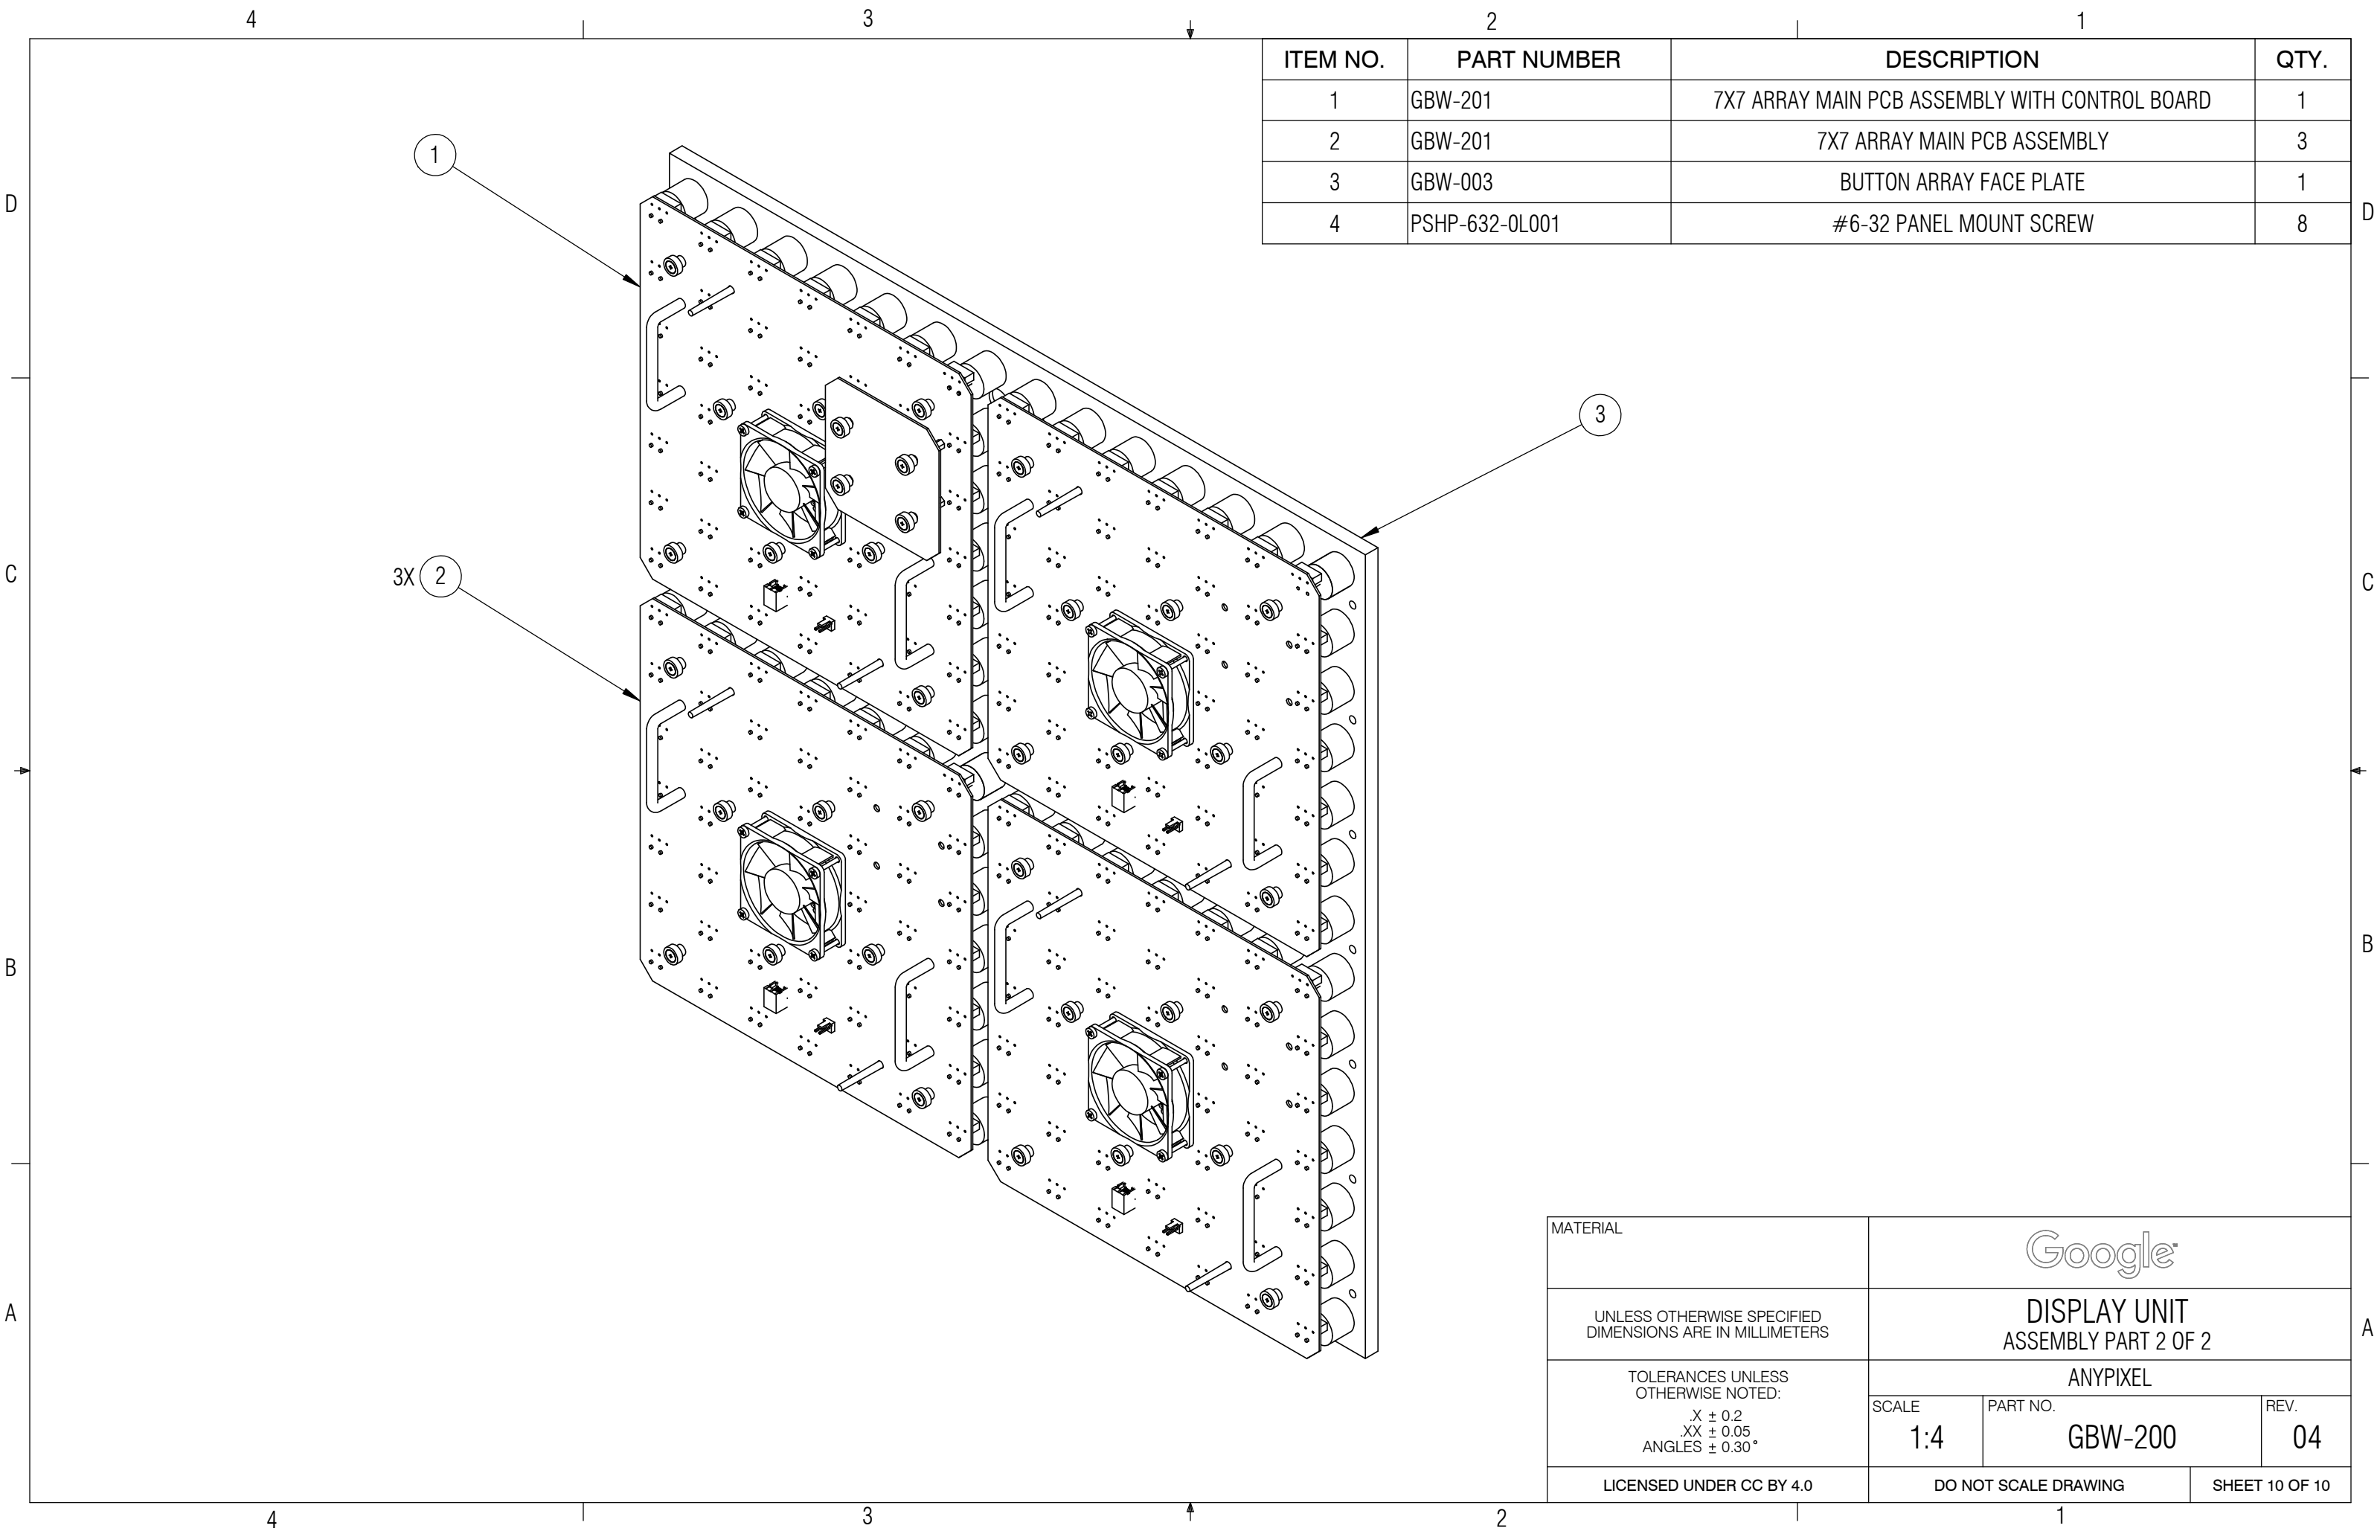 4 3 2 1
ITEM NO. PART NUMBER DESCRIPTION QTY.
1 GBW-201 7X7 ARRAY MAIN PCB ASSEMBLY WITH CONTROL BOARD 1
2 GBW-201 7X7 ARRAY MAIN PCB ASSEMBLY 3
3 GBW-003 BUTTON ARRAY FACE PLATE 1
4 PSHP-632-0L001 #6-32 PANEL MOUNT SCREW 8
1
D D
3
3X 2
C C
B B
A A
MATERIAL
Google
UNLESS OTHERWISE SPECIFIED
DIMENSIONS ARE IN MILLIMETERS
DISPLAY UNIT
ASSEMBLY PART 2 OF 2
TOLERANCES UNLESS
OTHERWISE NOTED:
.X ± 0.2
.XX ± 0.05
ANGLES ± 0.30°
ANYPIXEL
SCALE
1:4
PART NO.
GBW-200
REV.
04
LICENSED UNDER CC BY 4.0
DO NOT SCALE DRAWING
SHEET 10 OF 10
4 3 2 1